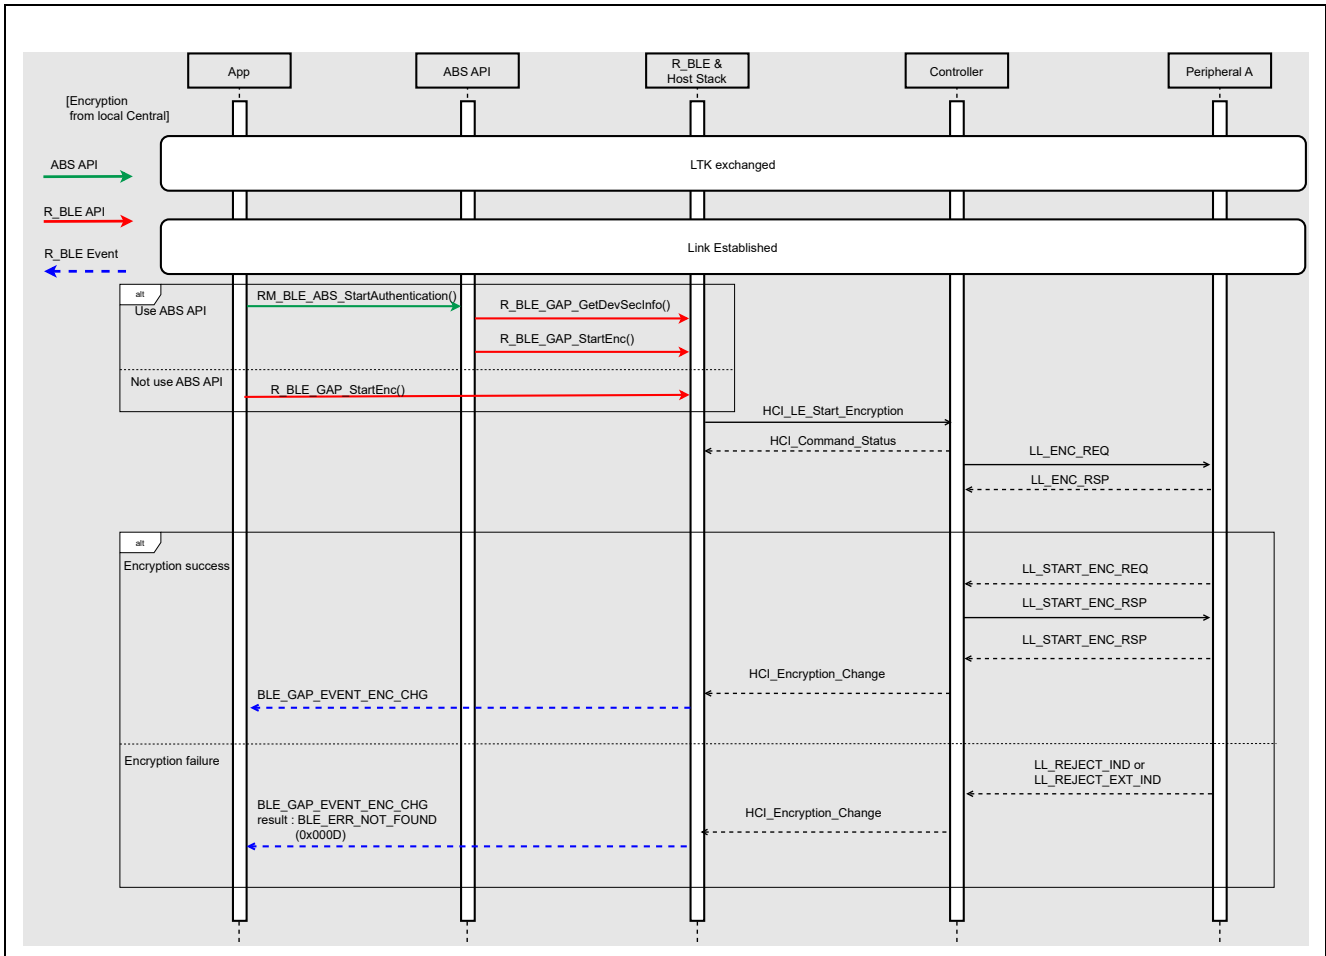 App
ABS API
R_BLE &
Host Stack
Controller
Peripheral A
[Encryption
from local Central]
LTK exchanged
ABS API
R_BLE API
Link Established
R_BLE Event
alt
RM_BLE_ABS_StartAuthentication()
Use ABS API
R_BLE_GAP_GetDevSecInfo()
R_BLE_GAP_StartEnc()
Not use ABS API
R_BLE_GAP_StartEnc()
HCI_LE_Start_Encryption
HCI_Command_Status
LL_ENC_REQ
LL_ENC_RSP
alt
Encryption success
LL_START_ENC_REQ
LL_START_ENC_RSP
LL_START_ENC_RSP
HCI_Encryption_Change
BLE_GAP_EVENT_ENC_CHG
Encryption failure
LL_REJECT_IND or
LL_REJECT_EXT_IND
BLE_GAP_EVENT_ENC_CHG
result : BLE_ERR_NOT_FOUND
(0x000D)
HCI_Encryption_Change